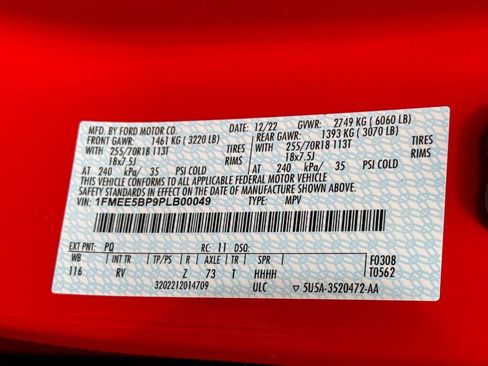 MFD. BY FORD MOTOR CO. DATE: 12/22 GVWR: 2749 KG ( 6060 LB)
FRONT GAWR: 1461 KG ( 3220 LB) REAR GAWR: 1393 KG ( 3070 LB)
WITH 255/70R18 113T TIRES WITH 255/70R18 113T TIRES
18x7.5J RIMS 18x7.5J RIMS
AT 240 kPa/ 35 PSI COLD AT 240 kPa/ 35 PSI COLD
THIS VEHICLE CONFORMS TO ALL APPLICABLE FEDERAL MOTOR VEHICLE
SAFETY STANDARDS IN EFFECT ON THE DATE OF MANUFACTURE SHOWN ABOVE.
VIN: 1FMEE5BP9PLB00049 TYPE: MPV
EXT PNT: PQ RC: 11 DSO:
WB INT TR TP/PS R AXLE TR SPR F0308
116 RV Z 73 T HHHH T0562
3202212014709 ULC 5U5A-3520472-AA